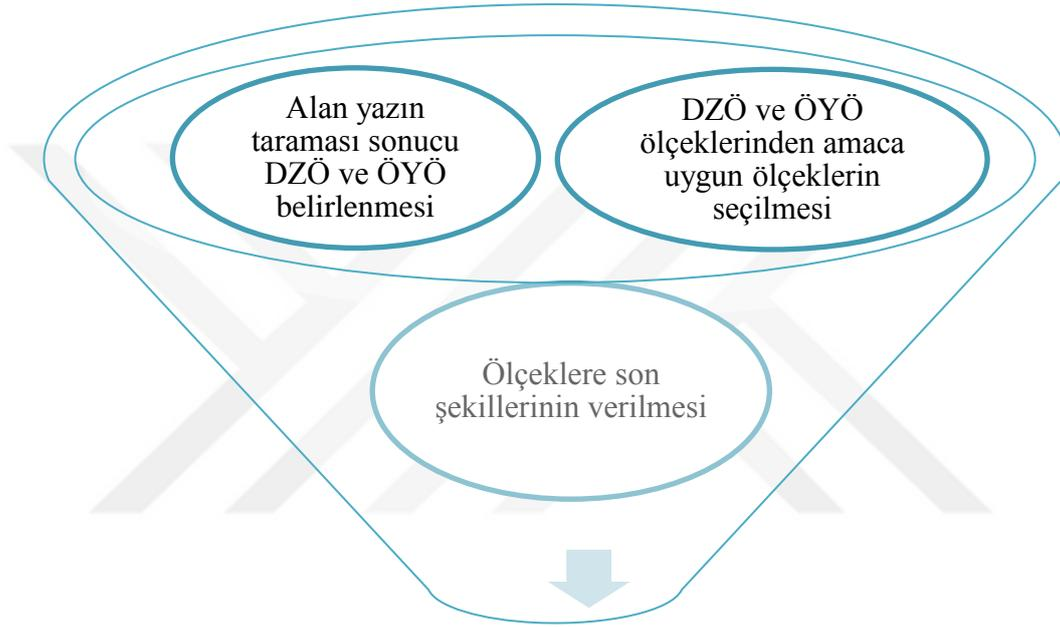 Alan yazın
taraması sonucu
DZÖ ve ÖYÖ
belirlenmesi
DZÖ ve ÖYÖ
ölçeklerinden amaca
uygun ölçeklerin
seçilmesi
Ölçeklere son
şekillerinin verilmesi